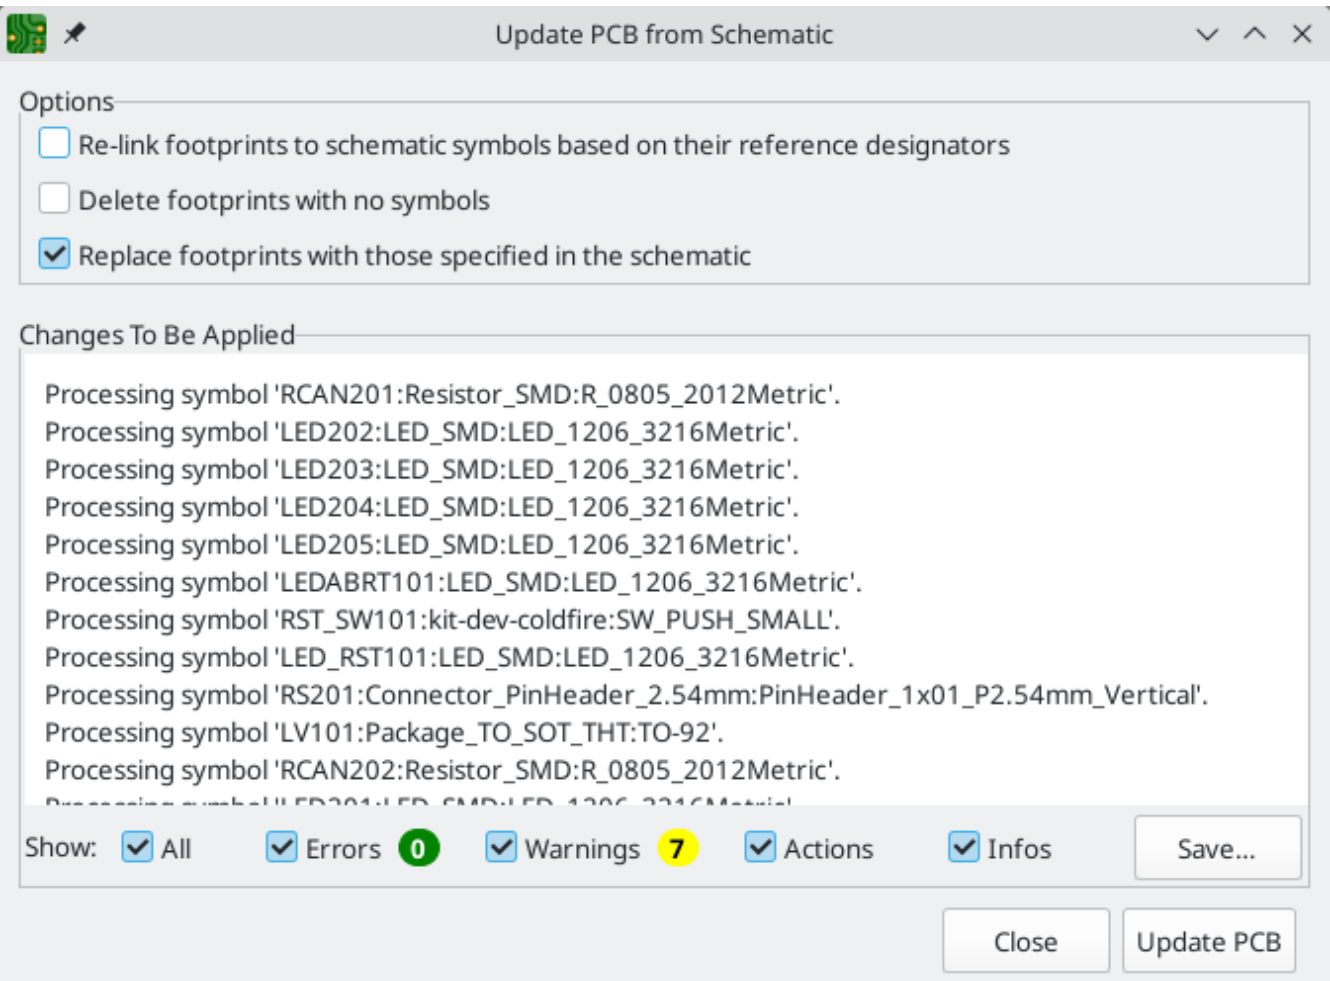 Update PCB from Schematic
Options
Re-link footprints to schematic symbols based on their reference designators
Delete footprints with no symbols
Replace footprints with those specified in the schematic
Changes To Be Applied
Processing symbol 'RCAN201:Resistor_SMD:R_0805_2012Metric'.
Processing symbol 'LED202:LED_SMD:LED_1206_3216Metric'.
Processing symbol 'LED203:LED_SMD:LED_1206_3216Metric'.
Processing symbol 'LED204:LED_SMD:LED_1206_3216Metric'.
Processing symbol 'LED205:LED_SMD:LED_1206_3216Metric'.
Processing symbol 'LEDABRT101:LED_SMD:LED_1206_3216Metric'.
Processing symbol 'RST_SW101:kit-dev-coldfire:SW_PUSH_SMALL'.
Processing symbol 'LED_RST101:LED_SMD:LED_1206_3216Metric'.
Processing symbol 'RS201:Connector_PinHeader_2.54mm:PinHeader_1x01_P2.54mm_Vertical'.
Processing symbol 'LV101:Package_TO_SOT_THT:TO-92'.
Processing symbol 'RCAN202:Resistor_SMD:R_0805_2012Metric'.
Processing symbol 'LED201:LED_SMD:LED_1206_3216Metric'.
Show: All Errors 0 Warnings 7 Actions Infos Save...
Close Update PCB